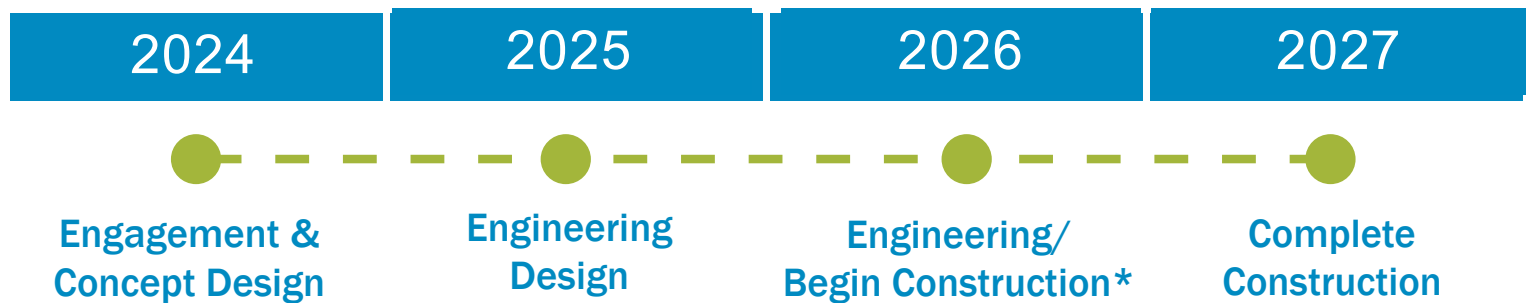 2024
2025
2026
2027
Engagement &
Concept Design
Engineering
Design
Engineering/
Begin Construction*
Complete
Construction